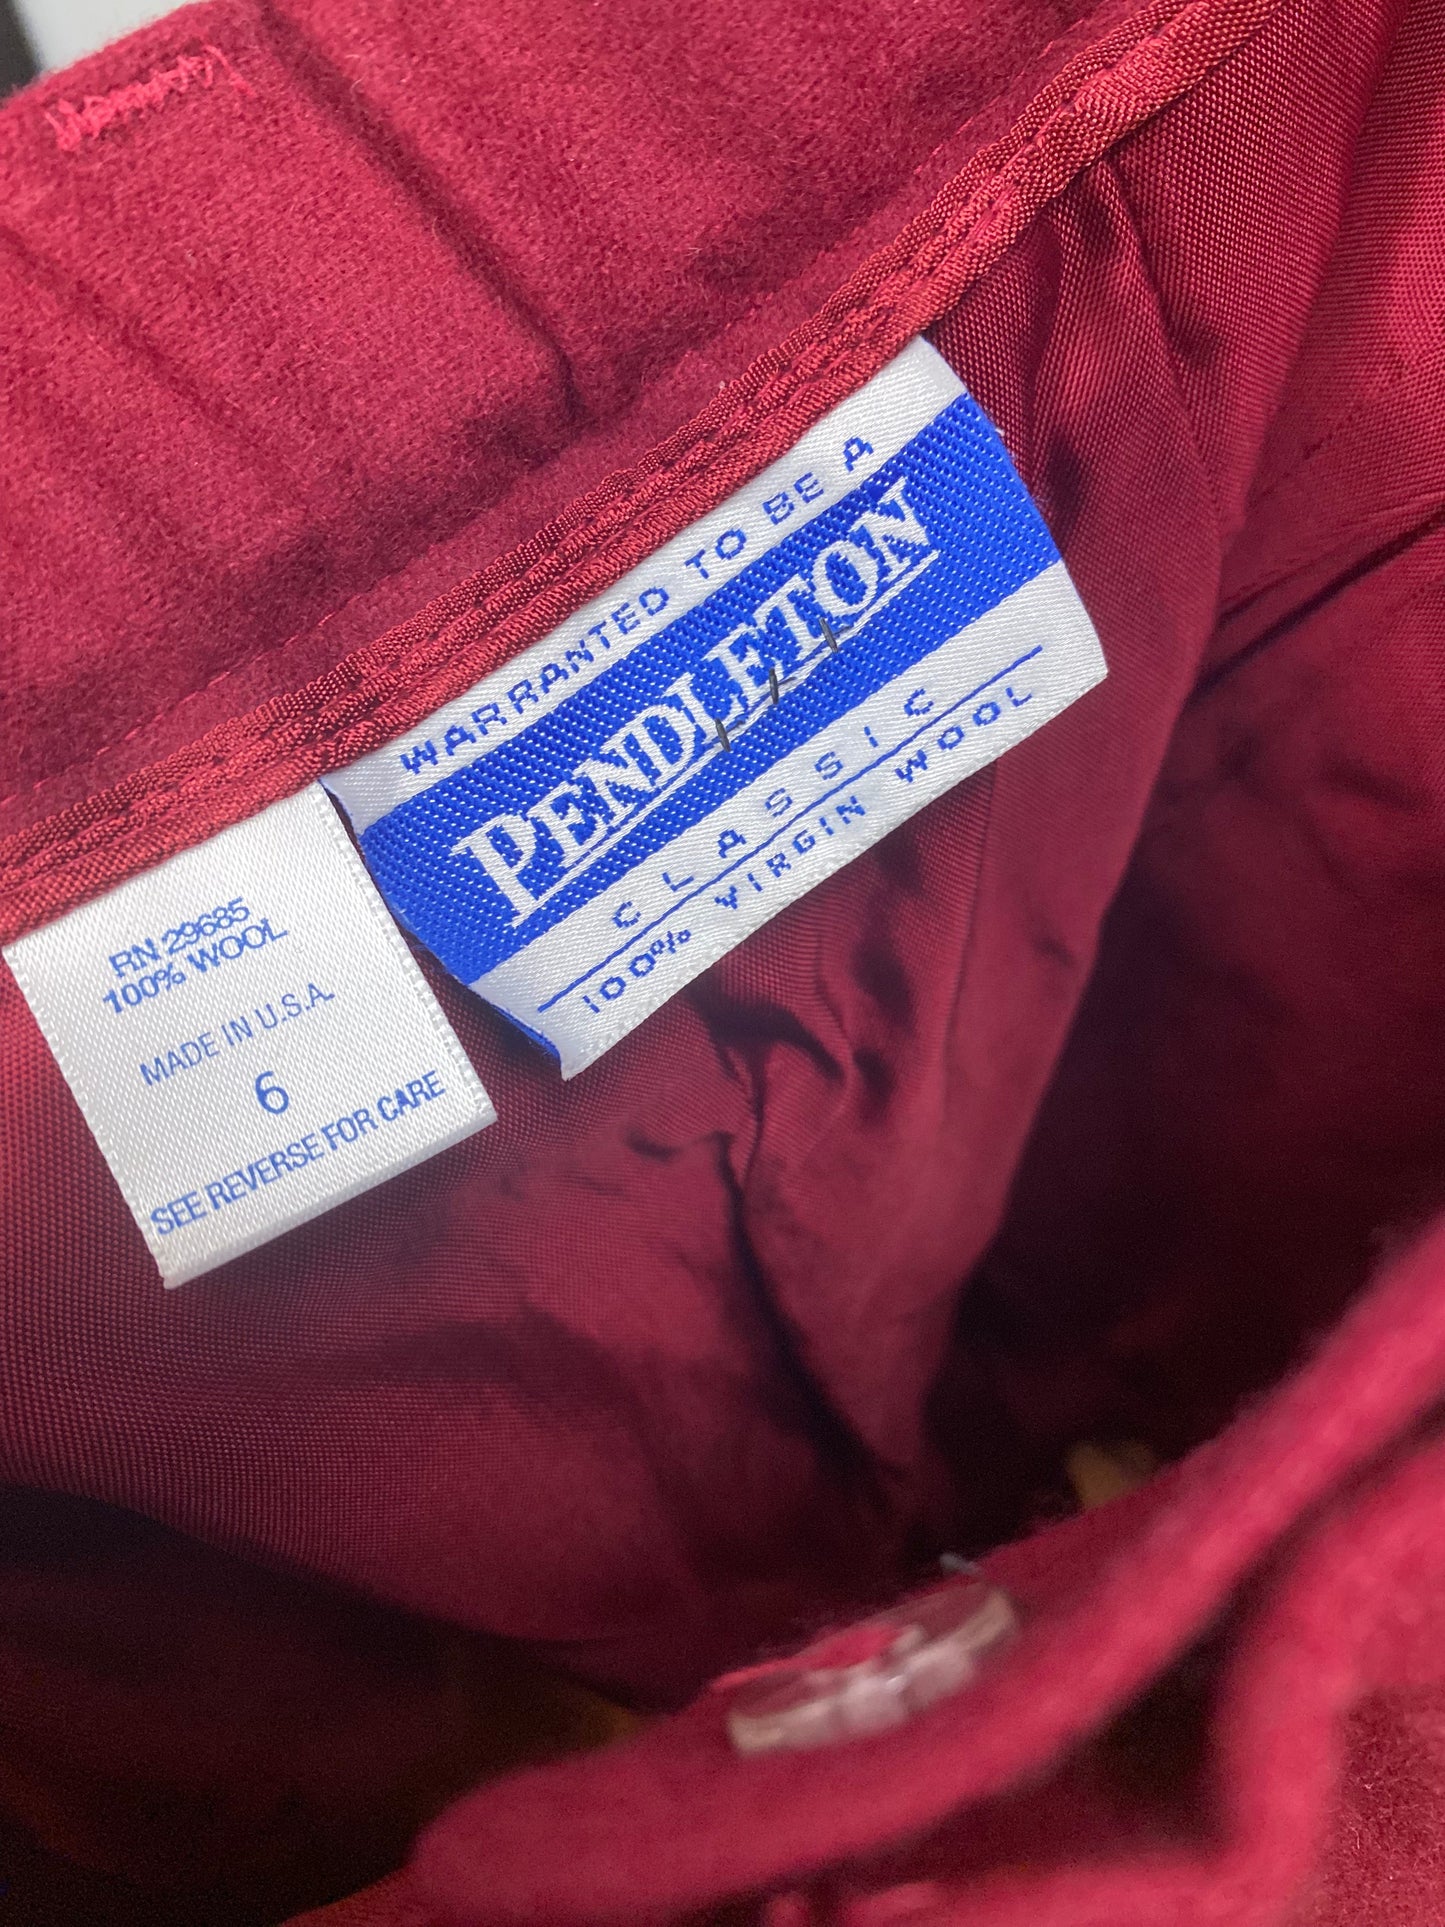 WARRANTED TO BE A
PENDLETON
CLASSIC
100% VIRGIN WOOL
RN 29685
100% WOOL
MADE IN U.S.A.
6
SEE REVERSE FOR CARE